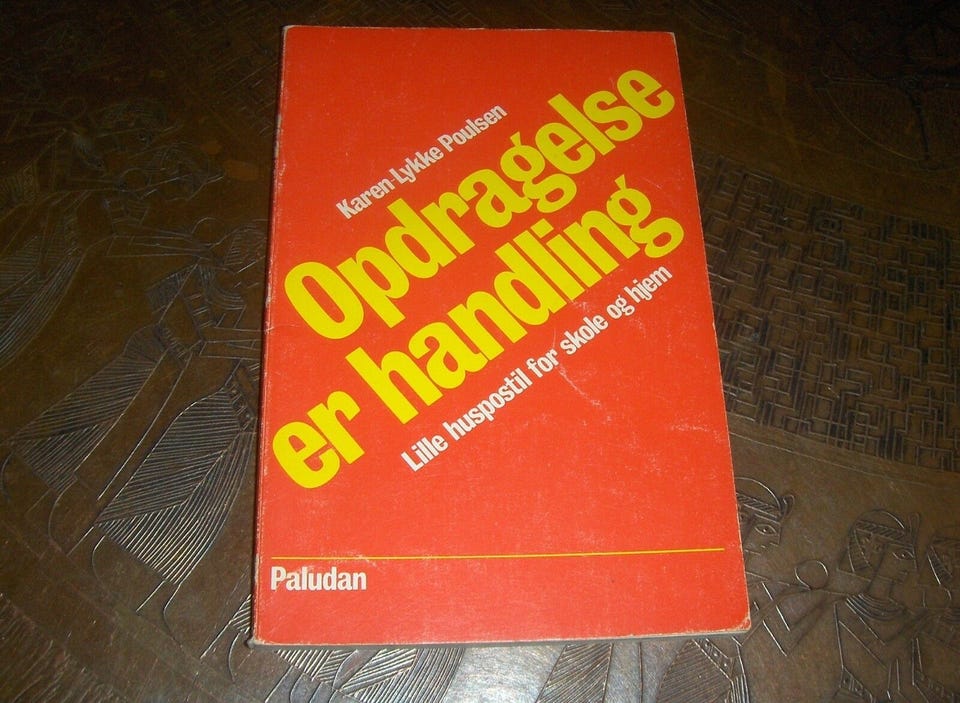 Karen-Lykke Poulsen
Opdragelse
er handling
Lille huspostil for skole og hjem
Paludan